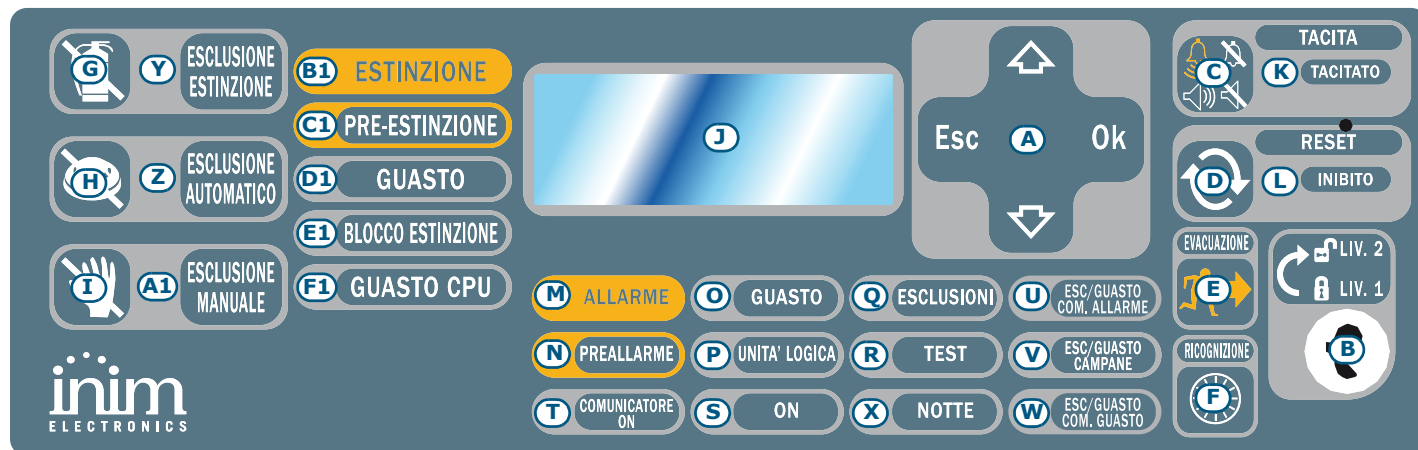 G
Y
ESCLUSIONE
ESTINZIONE
H
Z
ESCLUSIONE
AUTOMATICO
I
A1
ESCLUSIONE
MANUALE
inim
ELECTRONICS
B1
ESTINZIONE
C1
PRE-ESTINZIONE
D1
GUASTO
E1
BLOCCO ESTINZIONE
F1
GUASTO CPU
J
Esc
A
Ok
M
ALLARME
O
GUASTO
Q
ESCLUSIONI
U
ESC/GUASTO
COM. ALLARME
N
PREALLARME
P
UNITA' LOGICA
R
TEST
V
ESC/GUASTO
CAMPANE
T
COMUNICATORE
ON
S
ON
X
NOTTE
W
ESC/GUASTO
COM. GUASTO
C
TACITA
K
TACITATO
D
RESET
L
INIBITO
EVACUAZIONE
E
RICOGNIZIONE
F
LIV. 2
LIV. 1
B